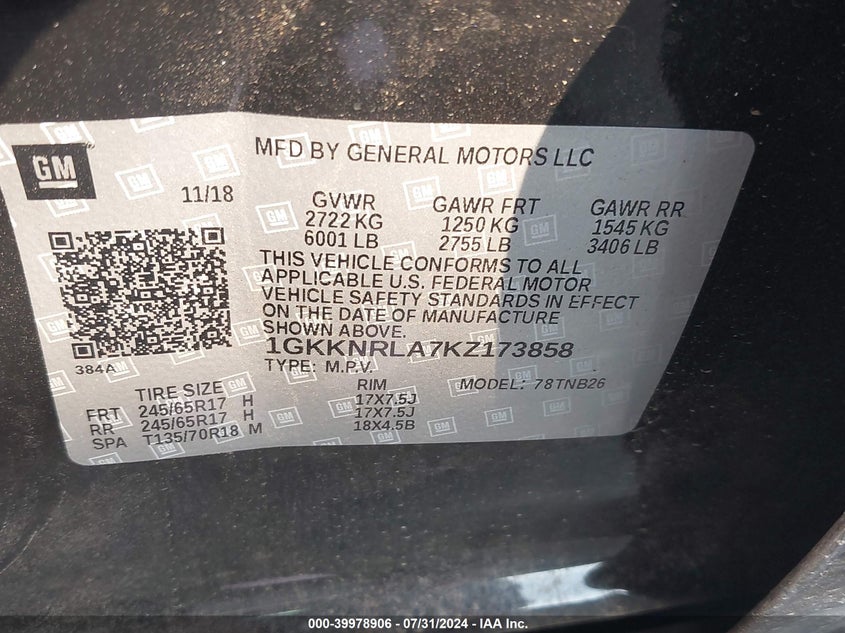 GM
MFD BY GENERAL MOTORS LLC
11/18
GVWR GAWR FRT GAWR RR
2722 KG 1250 KG 1545 KG
6001 LB 2755 LB 3406 LB
THIS VEHICLE CONFORMS TO ALL
APPLICABLE U.S. FEDERAL MOTOR
VEHICLE SAFETY STANDARDS IN EFFECT
ON THE DATE OF MANUFACTURE
SHOWN ABOVE.
1GKKNRLA7KZ173858
384A
TYPE: M.P.V.
TIRE SIZE RIM MODEL: 78TNB26
FRT 245/65R17 H 17X7.5J
RR 245/65R17 H 17X7.5J
SPA T135/70R18 M 18X4.5B
000-39978906 - 07/31/2024 - IAA Inc.